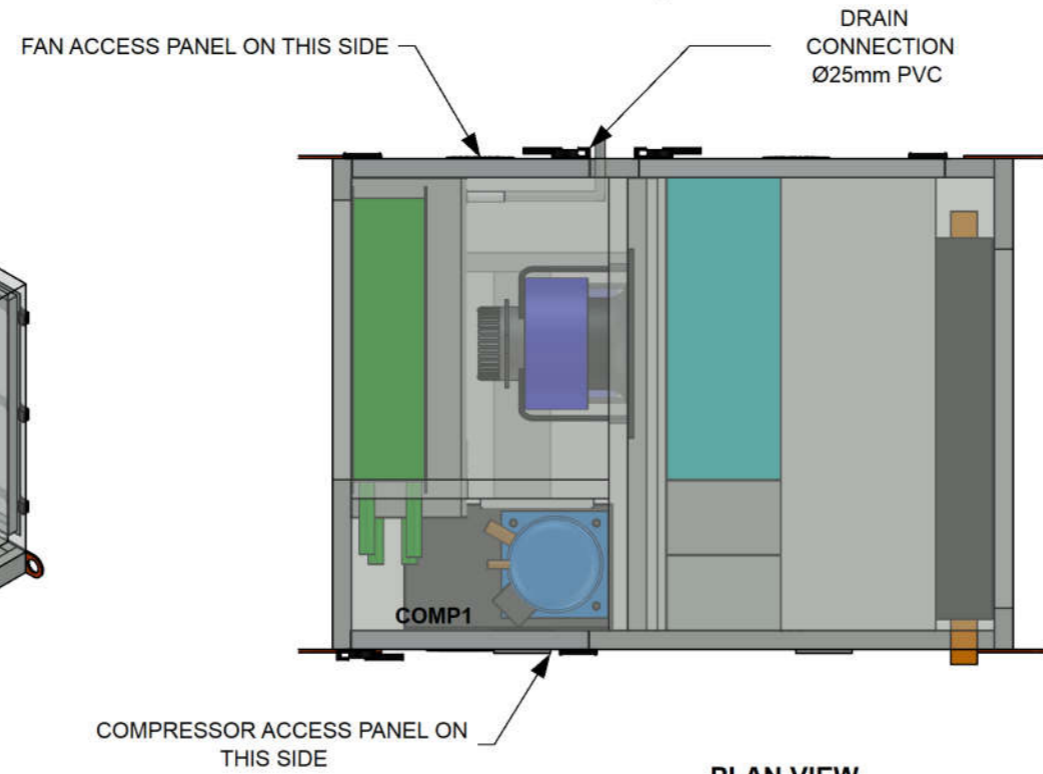 FAN ACCESS PANEL ON THIS SIDE
DRAIN
CONNECTION
Ø25mm PVC
COMP1
COMPRESSOR ACCESS PANEL ON
THIS SIDE
PLAN VIEW